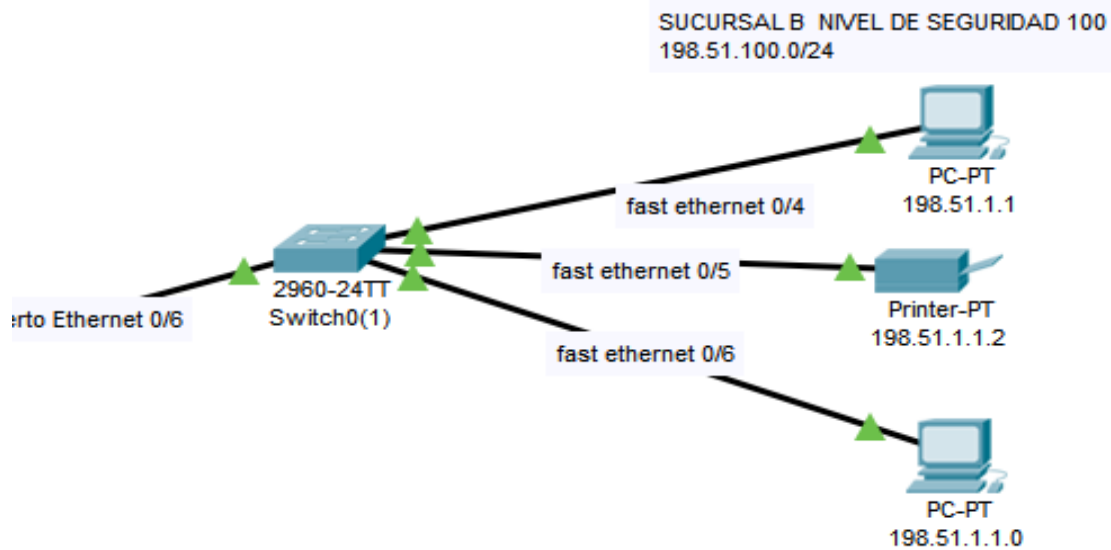 SUCURSAL B NIVEL DE SEGURIDAD 100
198.51.100.0/24
PC-PT
198.51.1.1
fast ethernet 0/4
fast ethernet 0/5
2960-24TT
Switch0(1)
Printer-PT
198.51.1.1.2
erto Ethernet 0/6
fast ethernet 0/6
PC-PT
198.51.1.1.0